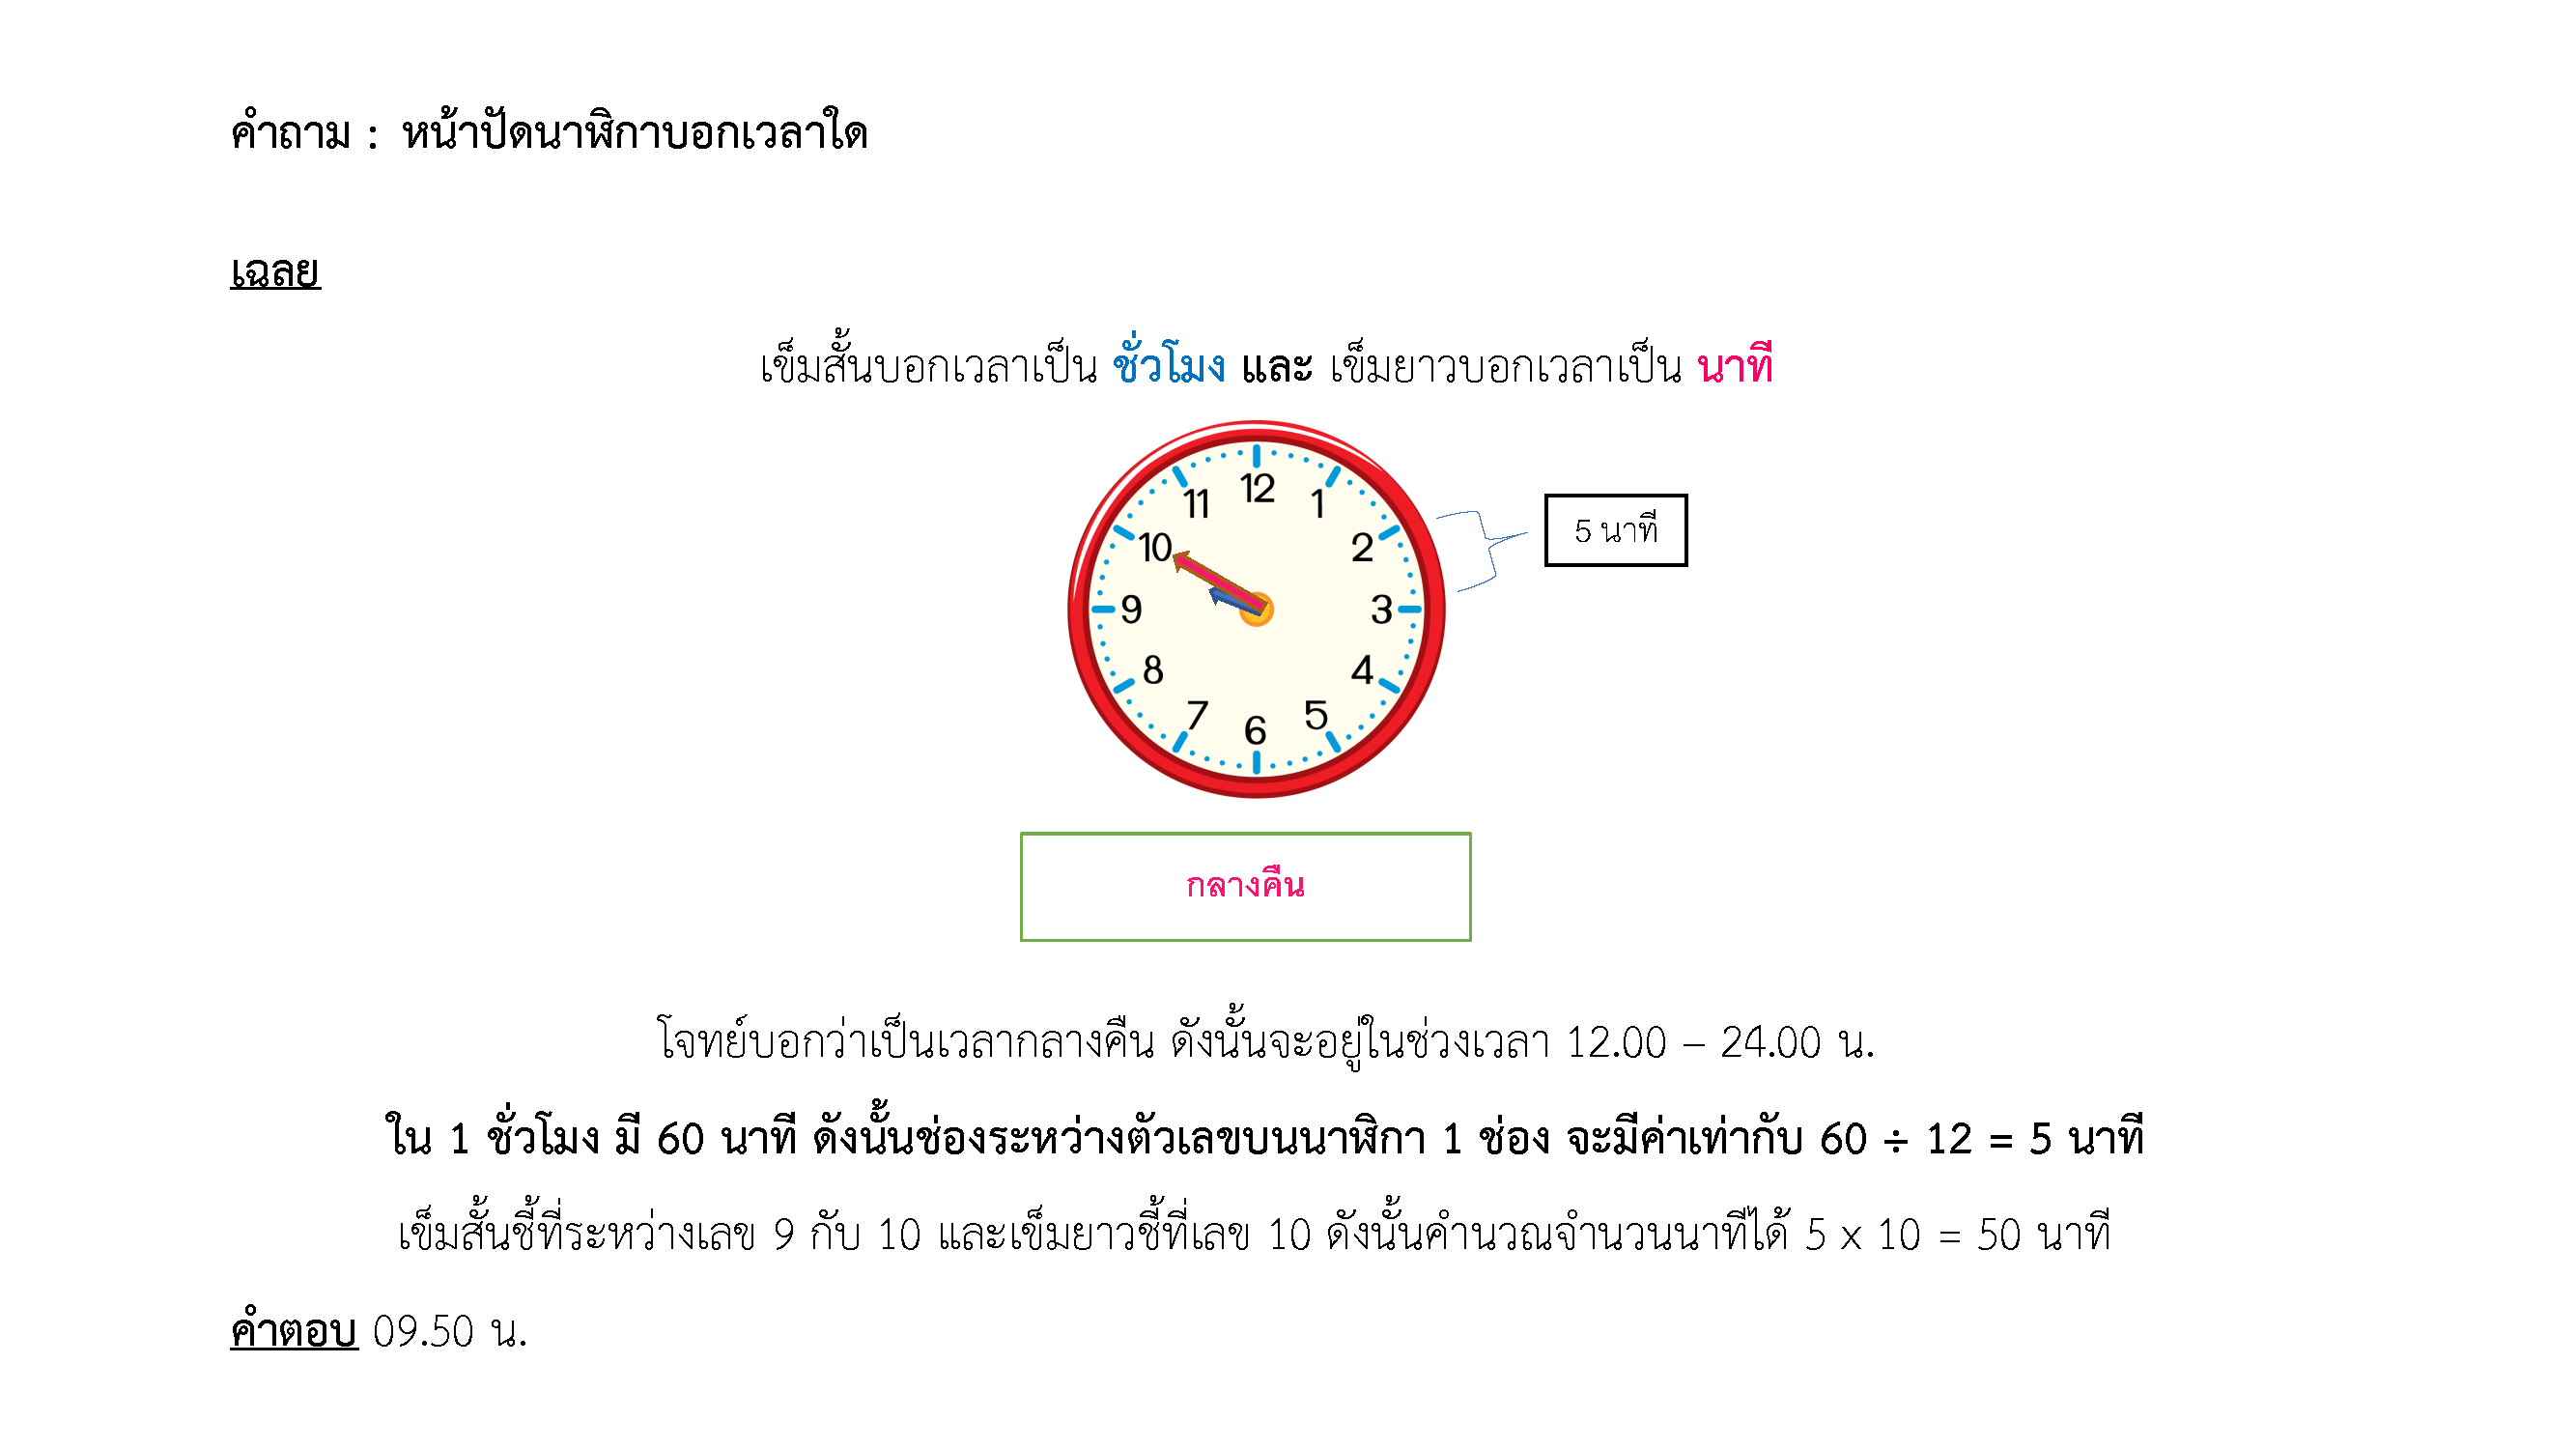 คำถาม : หน้าปัดนาฬิกาบอกเวลาใด
เฉลย
เข็มสั้นบอกเวลาเป็น ชั่วโมง และ เข็มยาวบอกเวลาเป็น นาที
12
11
1
10
2
9
3
8
4
7
5
6
5 นาที
กลางคืน
โจทย์บอกว่าเป็นเวลากลางคืน ดังนั้นจะอยู่ในช่วงเวลา 12.00 – 24.00 น.
ใน 1 ชั่วโมง มี 60 นาที ดังนั้นช่องระหว่างตัวเลขบนนาฬิกา 1 ช่อง จะมีค่าเท่ากับ 60 ÷ 12 = 5 นาที
เข็มสั้นชี้ที่ระหว่างเลข 9 กับ 10 และเข็มยาวชี้ที่เลข 10 ดังนั้นคำนวณจำนวนนาทีได้ 5 x 10 = 50 นาที
คำตอบ 09.50 น.